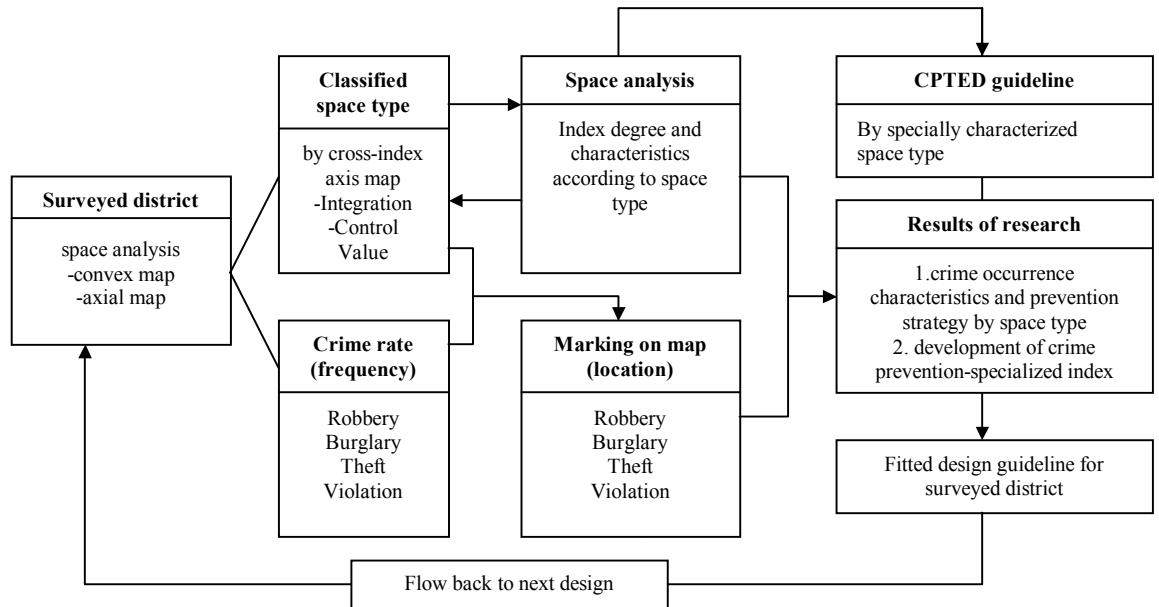 Surveyed district
space analysis
-convex map
-axial map
Classified
space type
by cross-index
axis map
-Integration
-Control
Value
Crime rate
(frequency)
Robbery
Burglary
Theft
Violation
Space analysis
Index degree and
characteristics
according to space
type
Marking on map
(location)
Robbery
Burglary
Theft
Violation
CPTED guideline
By specially characterized
space type
Results of research
1.crime occurrence
characteristics and prevention
strategy by space type
2. development of crime
prevention-specialized index
Fitted design guideline for
surveyed district
Flow back to next design